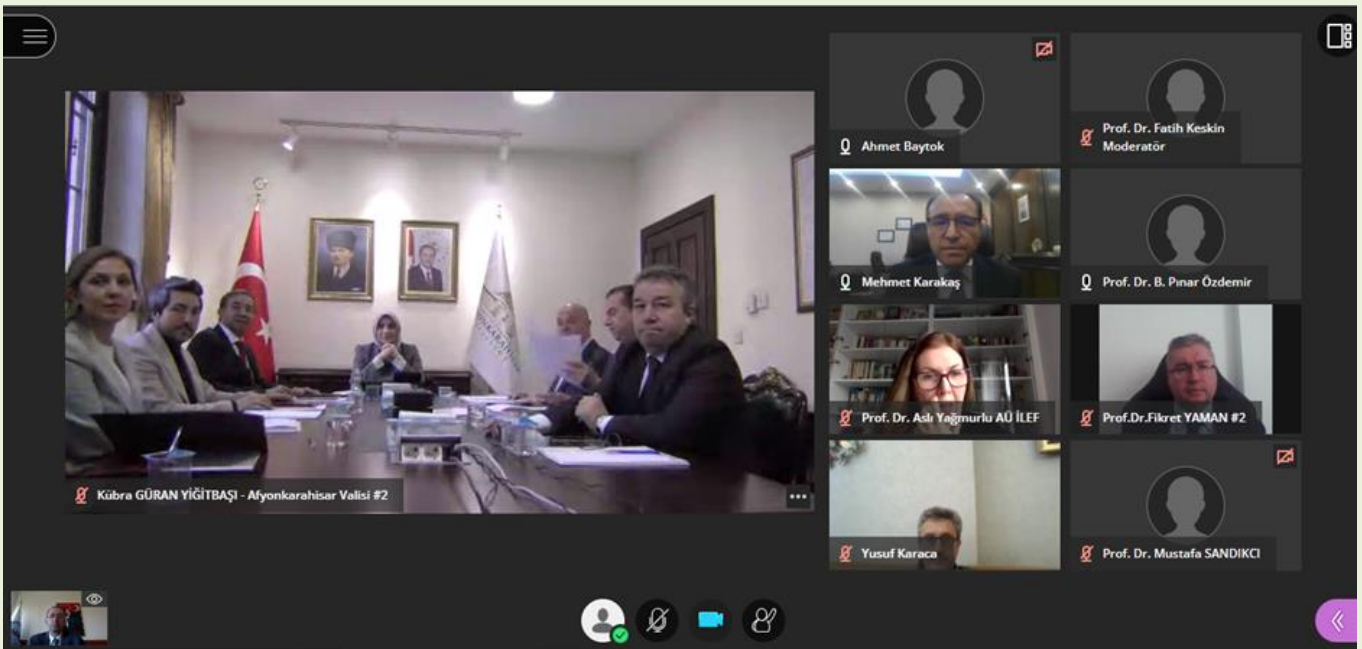 Kübra GÜRAN YİĞİTBAŞI - Afyonkarahisar Valisi #2
Ahmet Baytok
Prof. Dr. Fatih Keskin
Moderatör
Mehmet Karakaş
Prof. Dr. B. Pınar Özdemir
Prof. Dr. Aslı Yağmurlu AÜ İLEF
Prof.Dr.Fikret YAMAN #2
Yusuf Karaca
Prof. Dr. Mustafa SANDIKCI